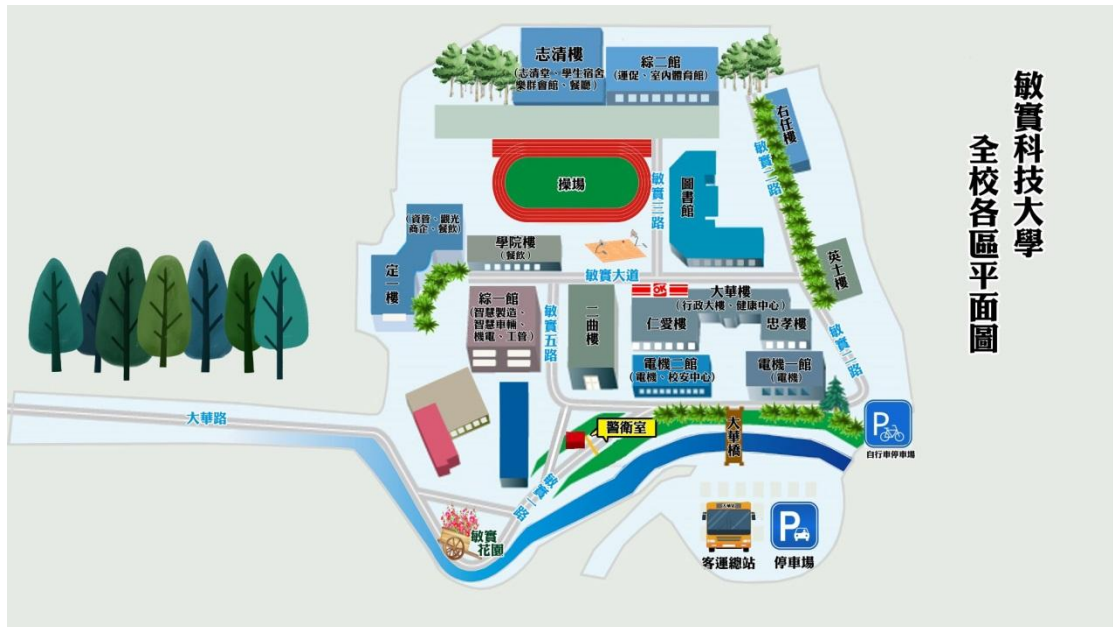 敏實科技大學
全校各區平面圖
志清樓
(志清堂、學生宿舍
樂群會館、餐廳)
綜二館
(運促、室內體育館)
右任樓
敏實二路
操場
敏實三路
圖書館
(資管、觀光
商企、餐飲)
定一樓
學院樓
(餐飲)
敏實大道
英士樓
綜一館
(智慧製造、
智慧車輛、
機電、工管)
敏實五路
二曲樓
OK
大華樓
(行政大樓、健康中心)
仁愛樓
忠孝樓
敏實二路
電機二館
(電機、校安中心)
電機一館
(電機)
大華路
警衛室
大華橋
P
自行車停車場
敏實一路
敏實
花園
客運總站
P
停車場